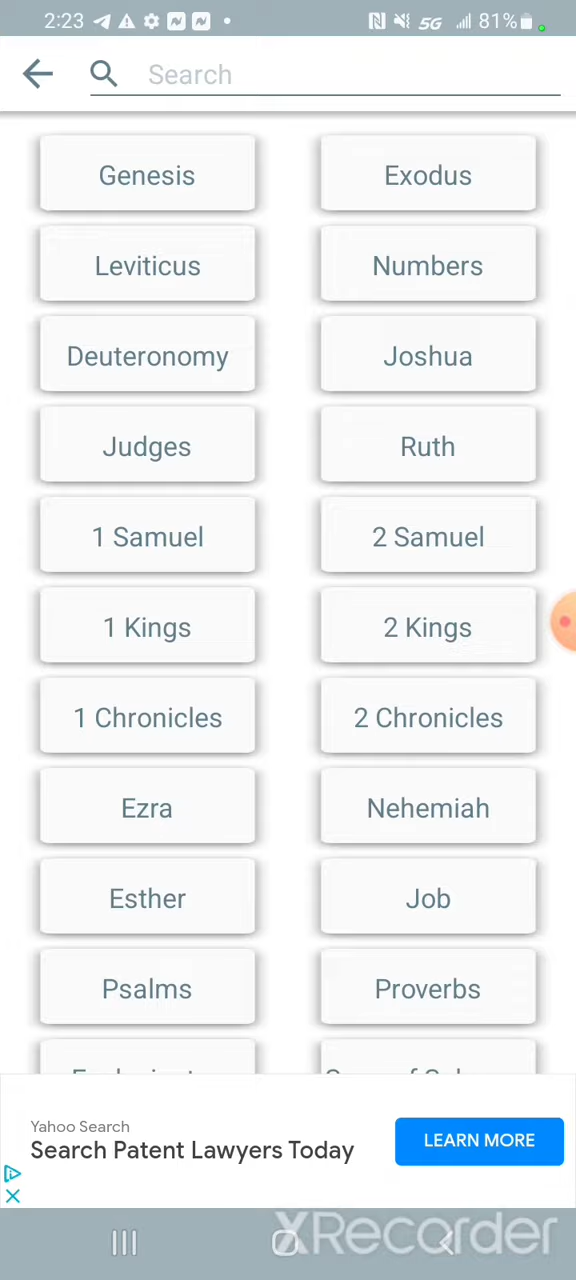 2:23 5G 81%
Search
Genesis Exodus
Leviticus Numbers
Deuteronomy Joshua
Judges Ruth
1 Samuel 2 Samuel
1 Kings 2 Kings
1 Chronicles 2 Chronicles
Ezra Nehemiah
Esther Job
Psalms Proverbs
Yahoo Search
Search Patent Lawyers Today
LEARN MORE
XRecorder